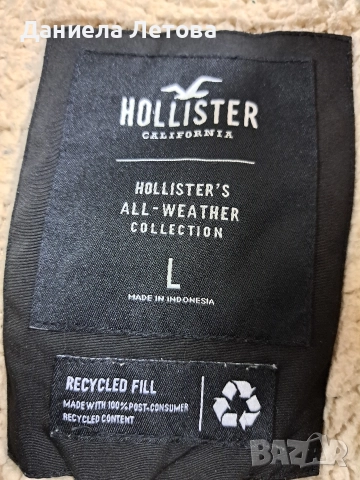 Даниела Летова
HOLLISTER
CALIFORNIA
HOLLISTER'S
ALL-WEATHER
COLLECTION
L
MADE IN INDONESIA
RECYCLED FILL
MADE WITH 100% POST-CONSUMER
RECYCLED CONTENT
bazar